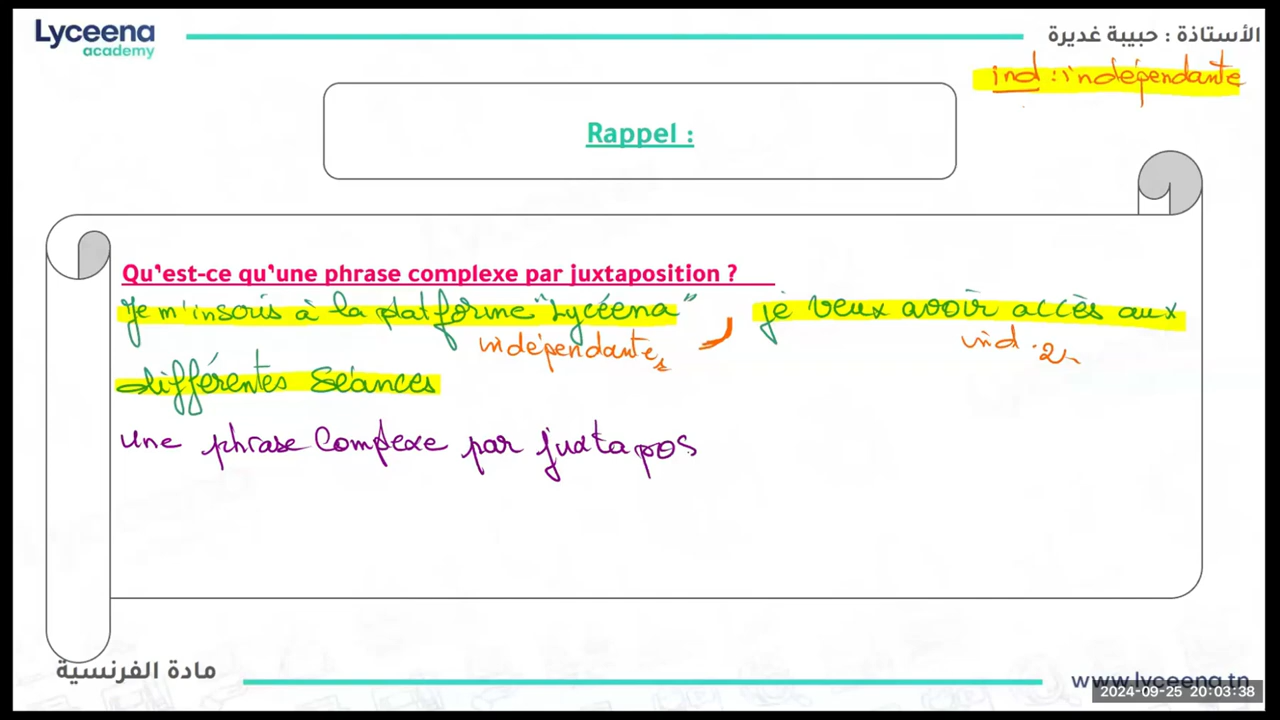 Lyceena
academy
الأستاذة : حبيبة غديرة
ind : indépendante
Rappel :
Qu'est-ce qu'une phrase complexe par juxtaposition ?
Je m'inscris à la platforme "Lycéena" , je veux avoir accès aux
indépendante1 ind.2
différentes séances
une phrase complexe par juxtapos
مادة الفرنسية
www.lyceena.tn
2024-09-25 20:03:38